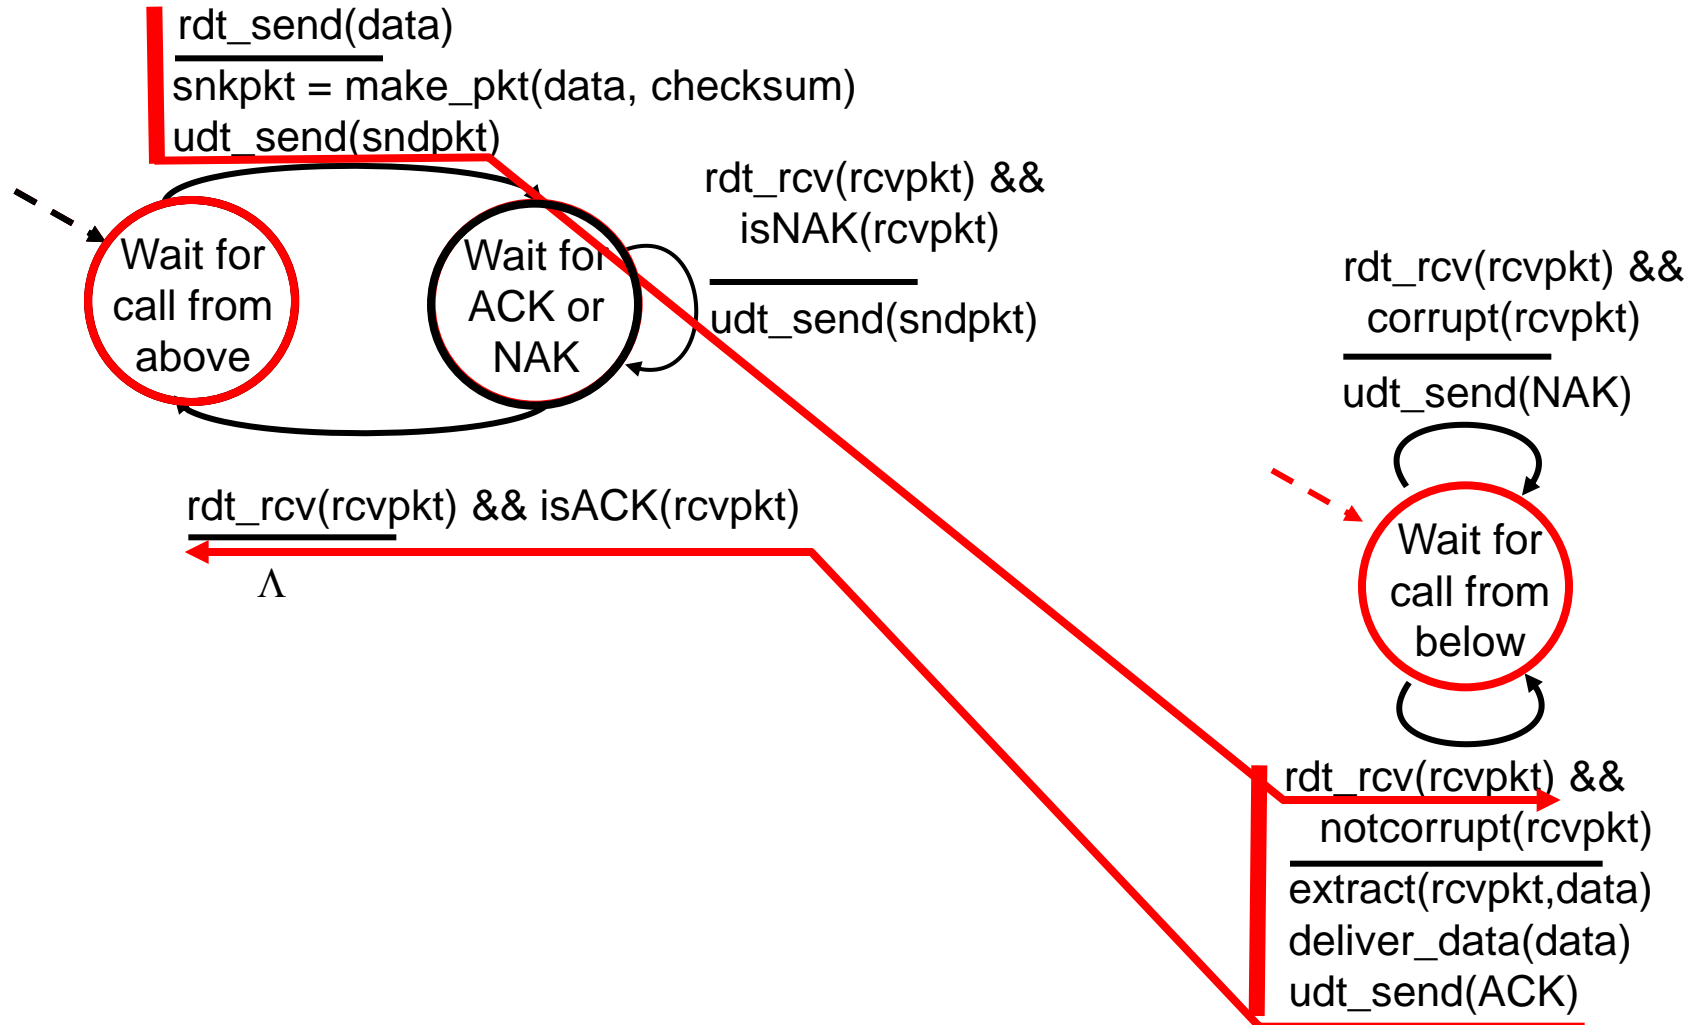 rdt_send(data)
snkpkt = make_pkt(data, checksum)
udt_send(sndpkt)
Wait for
call from
above
Wait for
ACK or
NAK
rdt_rcv(rcvpkt) &&
isNAK(rcvpkt)
udt_send(sndpkt)
rdt_rcv(rcvpkt) && isACK(rcvpkt)
Λ
rdt_rcv(rcvpkt) &&
corrupt(rcvpkt)
udt_send(NAK)
Wait for
call from
below
rdt_rcv(rcvpkt) &&
notcorrupt(rcvpkt)
extract(rcvpkt,data)
deliver_data(data)
udt_send(ACK)